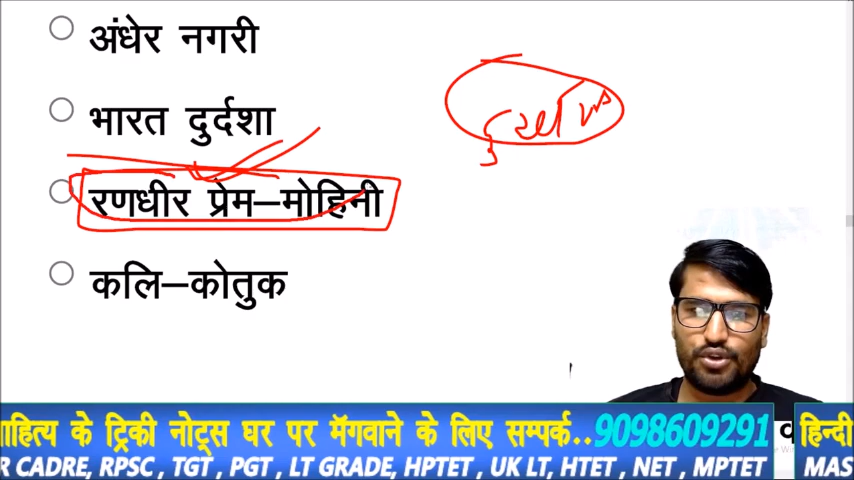 अंधेर नगरी
भारत दुर्दशा
रणधीर प्रेम–मोहिनी
कलि–कोतुक
ाहित्य के ट्रिकी नोट्स घर पर मॅगवाने के लिए सम्पर्क..9098609291
हिन्दी
R CADRE, RPSC , TGT , PGT , LT GRADE, HPTET , UK LT, HTET , NET , MPTET
MAS